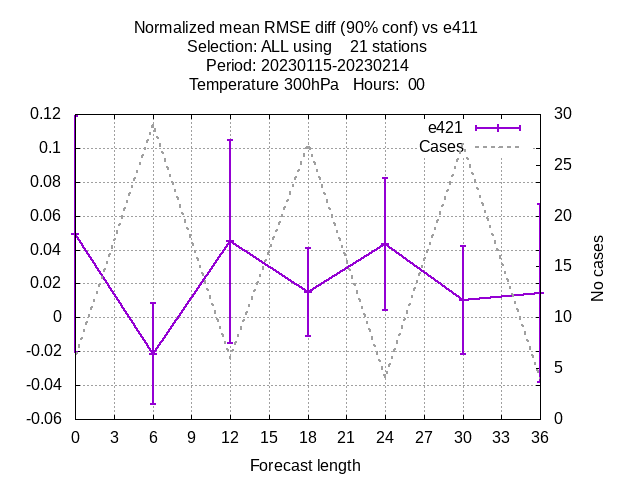 Normalized mean RMSE diff (90% conf) vs e411
Selection: ALL using    21 stations
Period: 20230115-20230214
Temperature 300hPa   Hours:  00
e421
Cases
0.12
0.1
0.08
0.06
0.04
0.02
0
-0.02
-0.04
-0.06
30
25
20
15
10
5
0
No cases
0 3 6 9 12 15 18 21 24 27 30 33 36
Forecast length